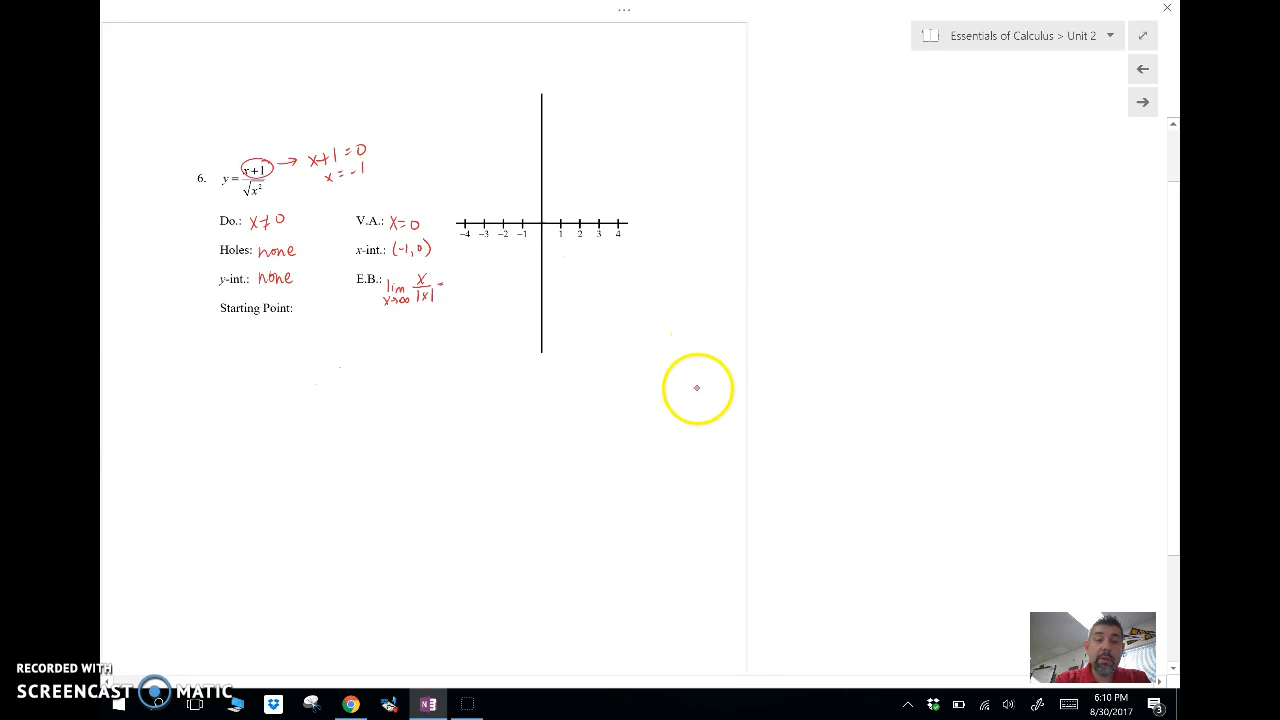 ...
Essentials of Calculus > Unit 2
x+1 = 0
x = -1
6. y = x+1 / √x²
Do.: x ≠ 0 V.A.: x = 0
Holes: none x-int.: (-1, 0)
y-int.: none E.B.: lim x→∞ x/|x| =
Starting Point:
-4 -3 -2 -1 1 2 3 4
RECORDED WITH
SCREENCAST MATIC
N
6:10 PM
8/30/2017
3